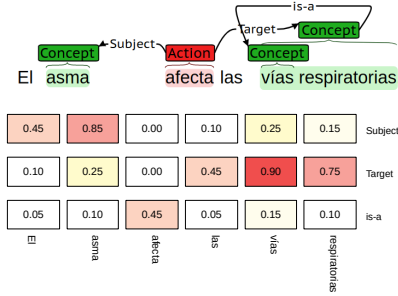 is-a
Subject Target Concept
Concept Action Concept
El asma afecta las vías respiratorias
0.45 0.85 0.00 0.10 0.25 0.15 Subject
0.10 0.25 0.00 0.45 0.90 0.75 Target
0.05 0.10 0.45 0.05 0.15 0.10 is-a
El asma afecta las vías respiratorias